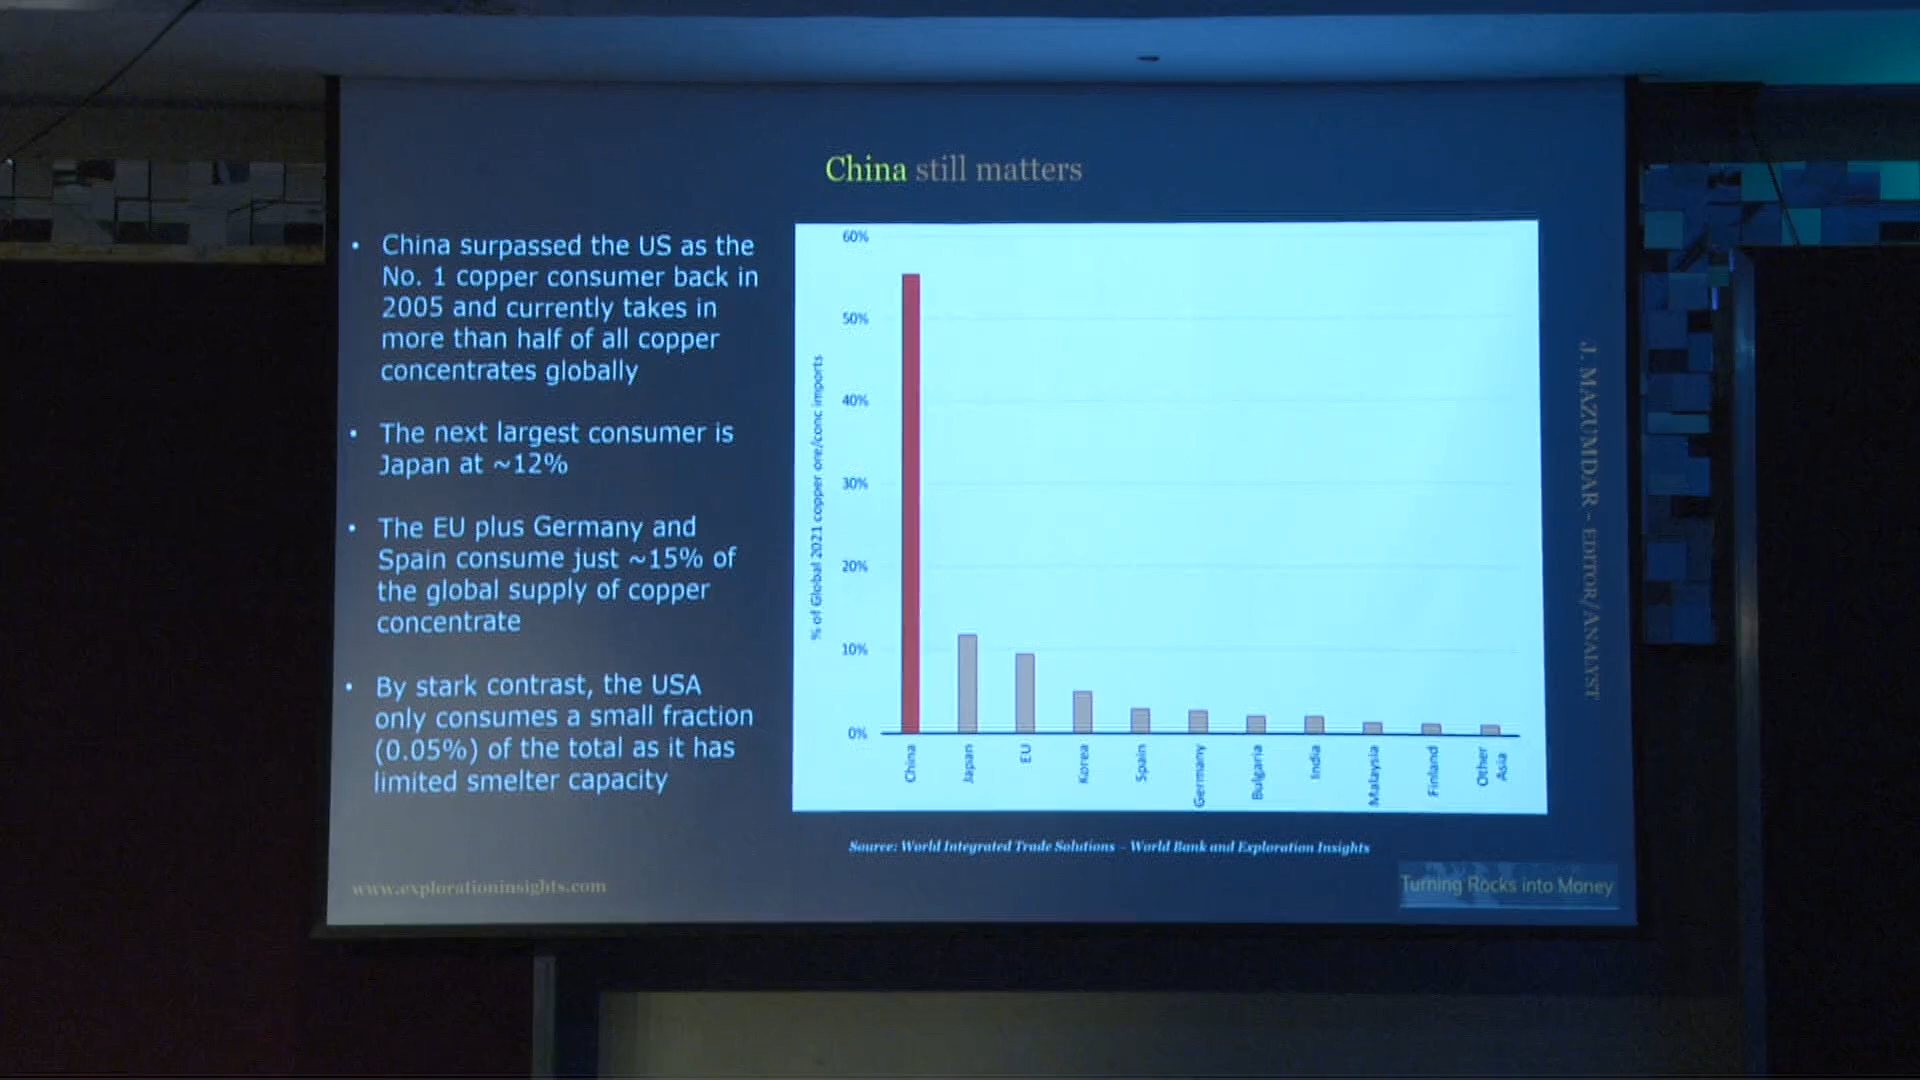 China still matters
• China surpassed the US as the
No. 1 copper consumer back in
2005 and currently takes in
more than half of all copper
concentrates globally
• The next largest consumer is
Japan at ~12%
• The EU plus Germany and
Spain consume just ~15% of
the global supply of copper
concentrate
• By stark contrast, the USA
only consumes a small fraction
(0.05%) of the total as it has
limited smelter capacity
% of Global 2021 copper ore/conc imports
60%
50%
40%
30%
20%
10%
0%
China
Japan
EU
Korea
Spain
Germany
Bulgaria
India
Malaysia
Finland
Other
Asia
J. MAZUMDAR - EDITOR/ANALYST
Source: World Integrated Trade Solutions - World Bank and Exploration Insights
www.explorationinsights.com
Turning Rocks into Money